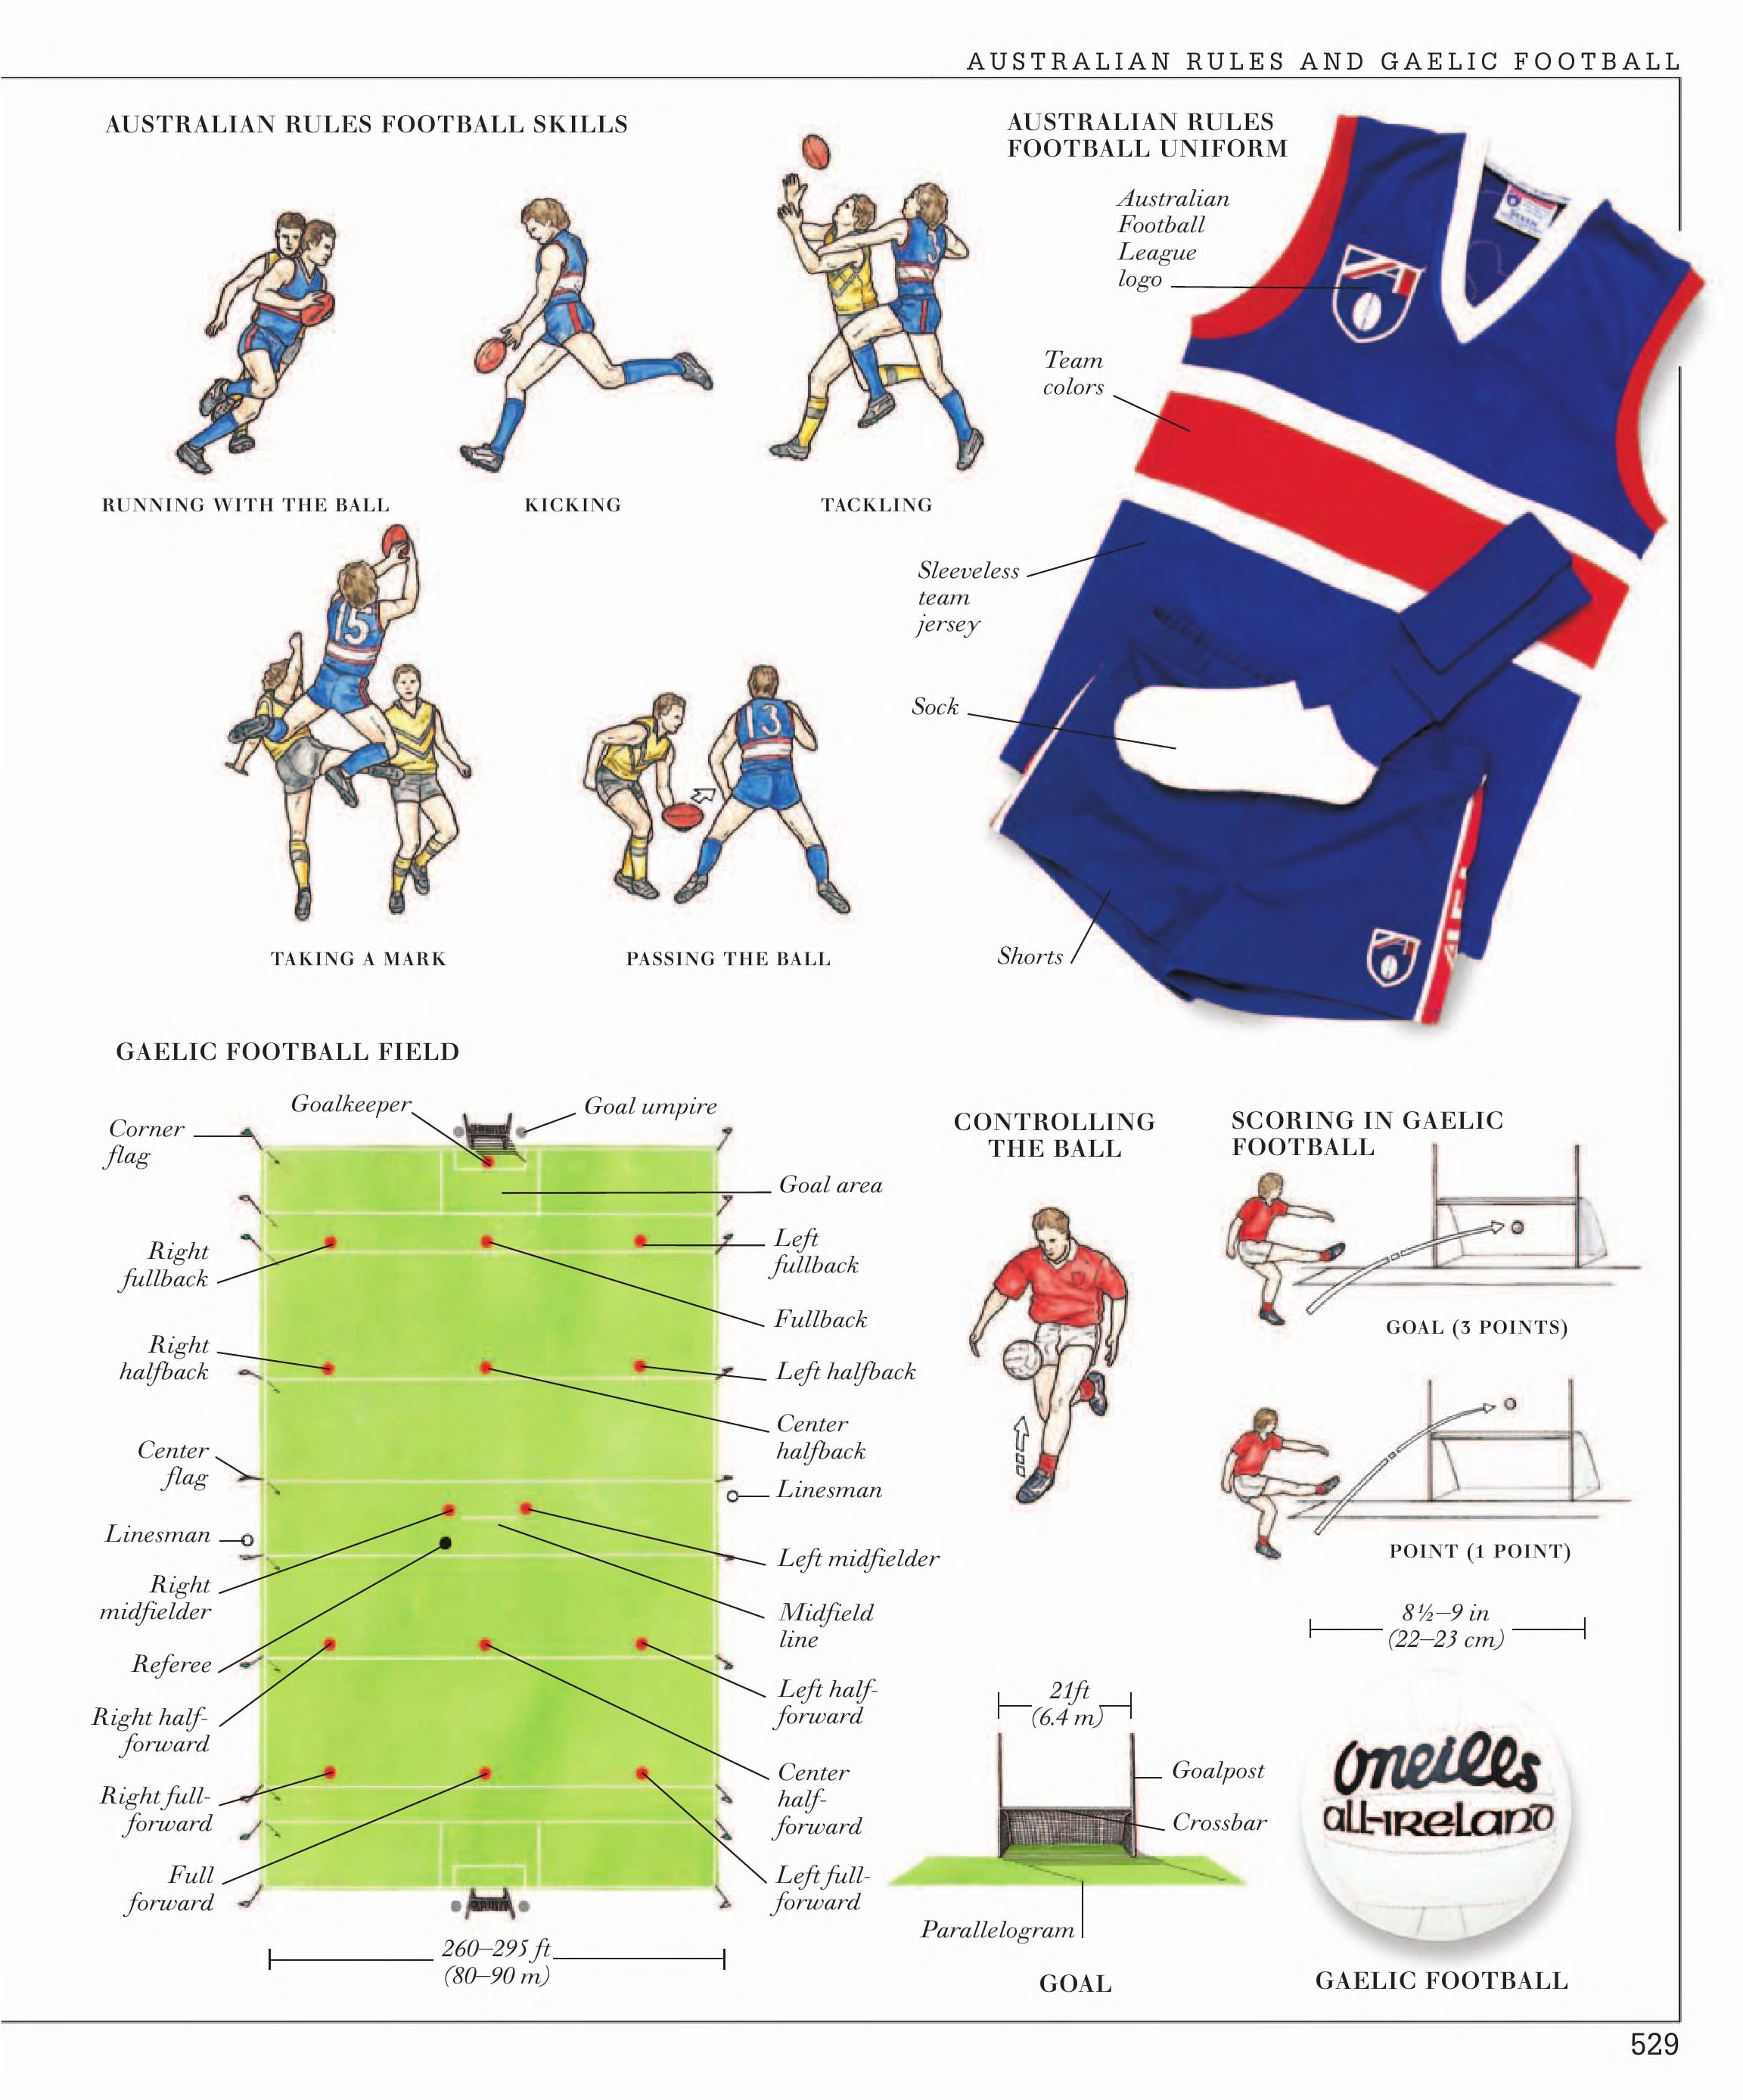 AUSTRALIAN RULES AND GAELIC FOOTBALL
AUSTRALIAN RULES FOOTBALL SKILLS
RUNNING WITH THE BALL
KICKING
3
TACKLING
15
TAKING A MARK
13
PASSING THE BALL
AUSTRALIAN RULES
FOOTBALL UNIFORM
Australian
Football
League
logo
Team
colors
Sleeveless
team
jersey
Sock
Shorts
GAELIC FOOTBALL FIELD
Goalkeeper
Goal umpire
Corner
flag
Goal area
Right
fullback
Left
fullback
Fullback
Right
halfback
Left halfback
Center
halfback
Center
flag
Linesman
Linesman
Left midfielder
Right
midfielder
Midfield
line
Referee
Left half-
forward
Right half-
forward
Center
half-
forward
Right full-
forward
Left full-
forward
Full
forward
260–295 ft
(80–90 m)
CONTROLLING
THE BALL
SCORING IN GAELIC
FOOTBALL
GOAL (3 POINTS)
POINT (1 POINT)
8½–9 in
(22–23 cm)
21ft
(6.4 m)
Goalpost
Crossbar
Parallelogram
GOAL
oneills
all-ireland
GAELIC FOOTBALL
529